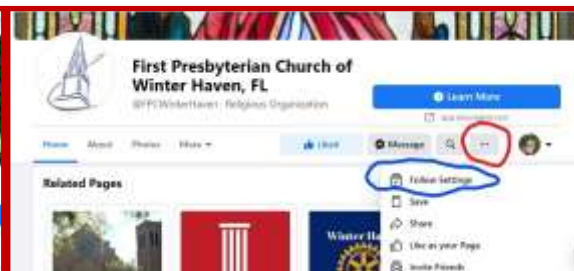 First Presbyterian Church of
Winter Haven, FL
@FPCWinterHaven · Religious Organization
Learn More
Home About Photos More
Liked
Message
Related Pages
Follow Settings
Save
Share
Like as your Page
Invite Friends
Winter Ha